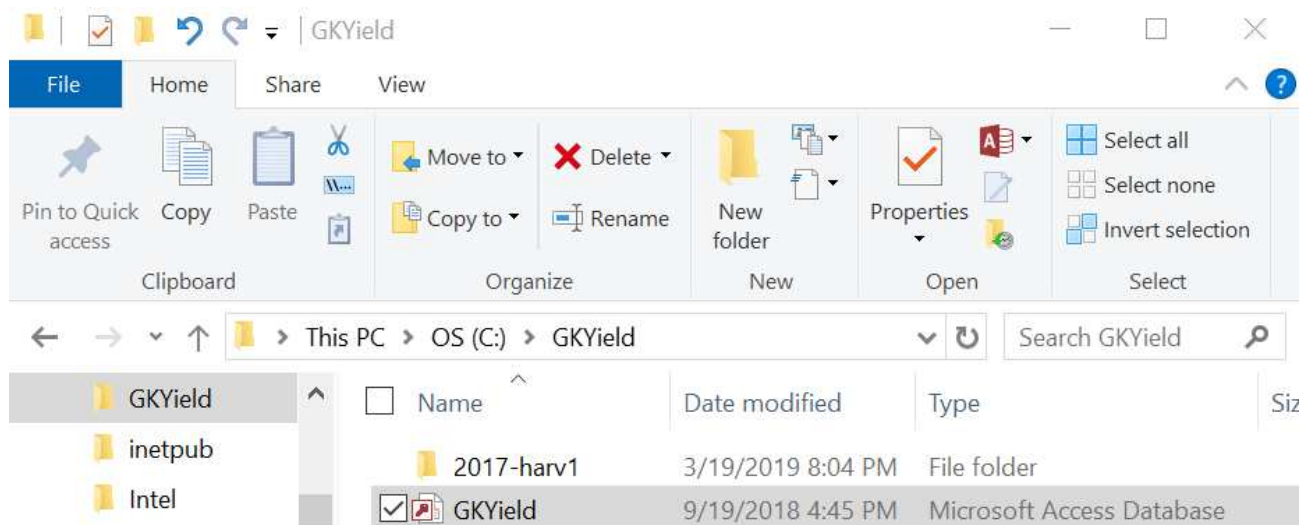 GKYield
File Home Share View
?
Pin to Quick access
Copy
Paste
W...
Move to
Copy to
Delete
Rename
New folder
Properties
A
Select all
Select none
Invert selection
Clipboard Organize New Open Select
This PC > OS (C:) > GKYield
Search GKYield
GKYield
inetpub
Intel
Name Date modified Type Siz
2017-harv1 3/19/2019 8:04 PM File folder
GKYield 9/19/2018 4:45 PM Microsoft Access Database